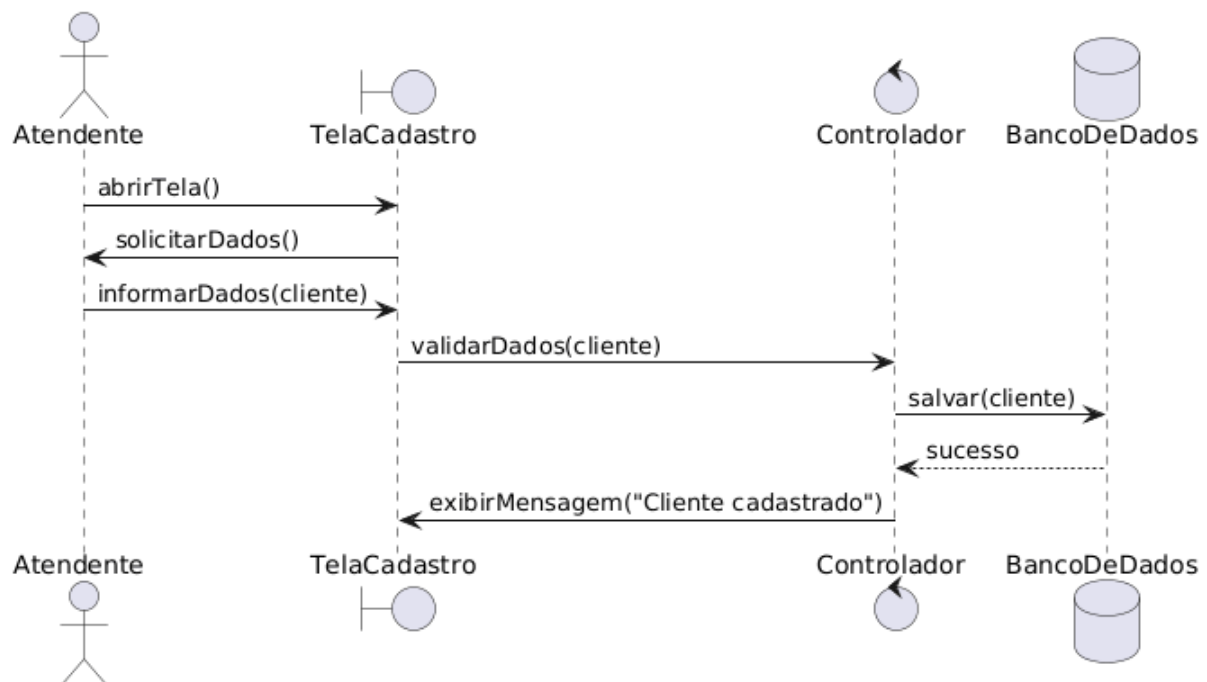 Atendente
TelaCadastro
Controlador
BancoDeDados
abrirTela()
solicitarDados()
informarDados(cliente)
validarDados(cliente)
salvar(cliente)
sucesso
exibirMensagem("Cliente cadastrado")
Atendente
TelaCadastro
Controlador
BancoDeDados